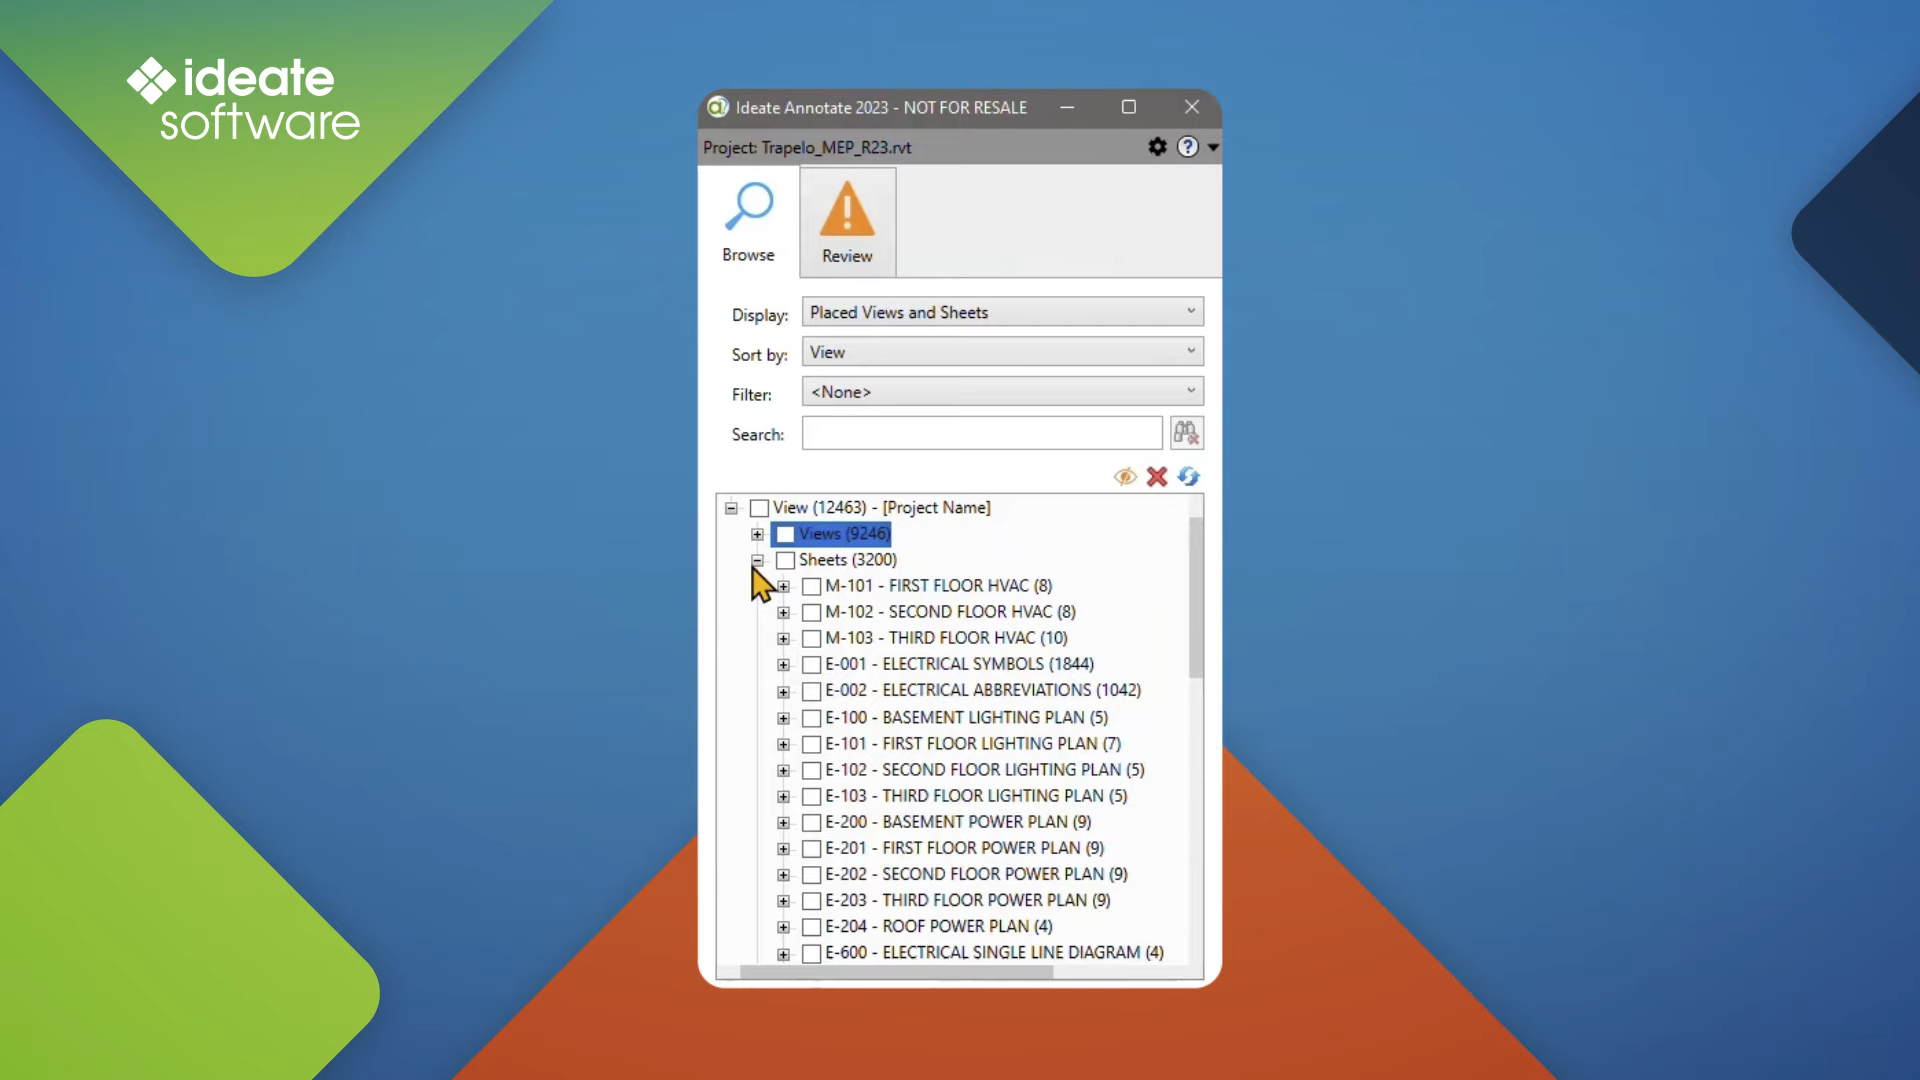 ideate
software
Ideate Annotate 2023 - NOT FOR RESALE
Project: Trapelo_MEP_R23.rvt
Browse
Review
Display: Placed Views and Sheets
Sort by: View
Filter: <None>
Search:
View (12463) - [Project Name]
Views (9246)
Sheets (3200)
M-101 - FIRST FLOOR HVAC (8)
M-102 - SECOND FLOOR HVAC (8)
M-103 - THIRD FLOOR HVAC (10)
E-001 - ELECTRICAL SYMBOLS (1844)
E-002 - ELECTRICAL ABBREVIATIONS (1042)
E-100 - BASEMENT LIGHTING PLAN (5)
E-101 - FIRST FLOOR LIGHTING PLAN (7)
E-102 - SECOND FLOOR LIGHTING PLAN (5)
E-103 - THIRD FLOOR LIGHTING PLAN (5)
E-200 - BASEMENT POWER PLAN (9)
E-201 - FIRST FLOOR POWER PLAN (9)
E-202 - SECOND FLOOR POWER PLAN (9)
E-203 - THIRD FLOOR POWER PLAN (9)
E-204 - ROOF POWER PLAN (4)
E-600 - ELECTRICAL SINGLE LINE DIAGRAM (4)